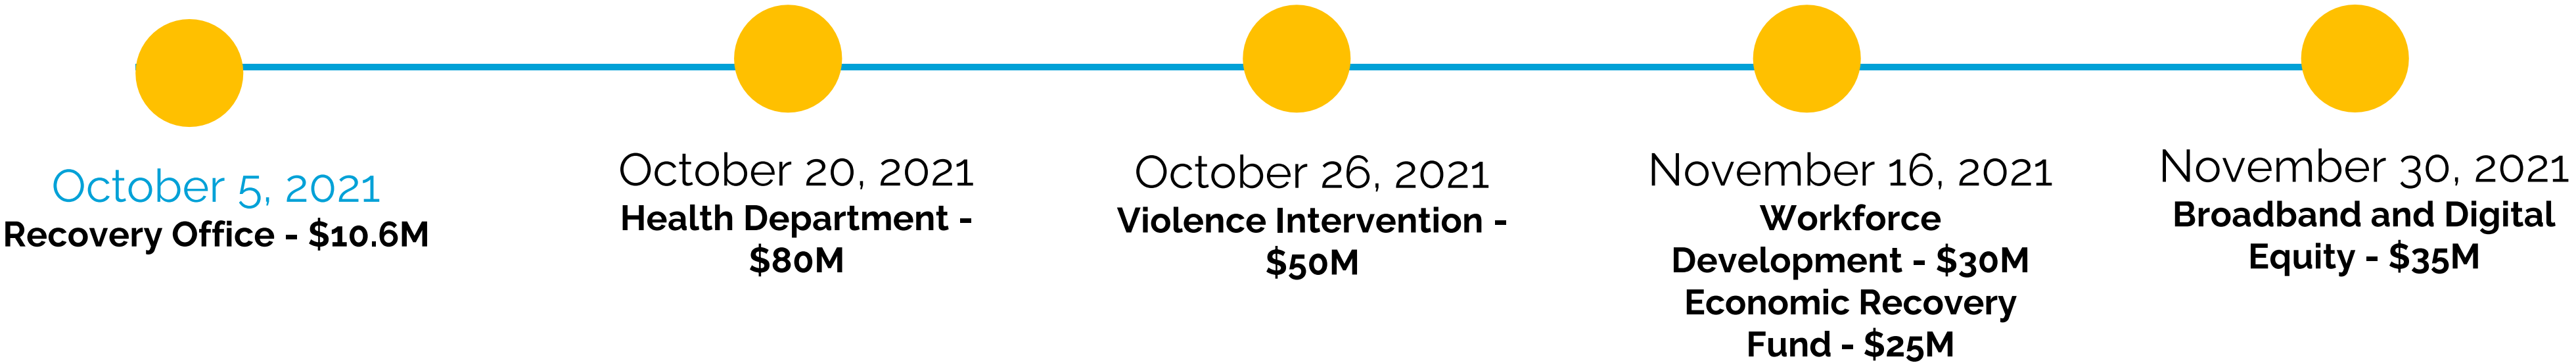 October 5, 2021
Recovery Office - $10.6M
October 20, 2021
Health Department -
$80M
October 26, 2021
Violence Intervention -
$50M
November 16, 2021
Workforce
Development - $30M
Economic Recovery
Fund - $25M
November 30, 2021
Broadband and Digital
Equity - $35M